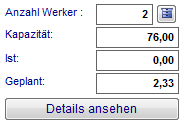 Anzahl Werker : 2
Kapazität: 76,00
Ist: 0,00
Geplant: 2,33
Details ansehen